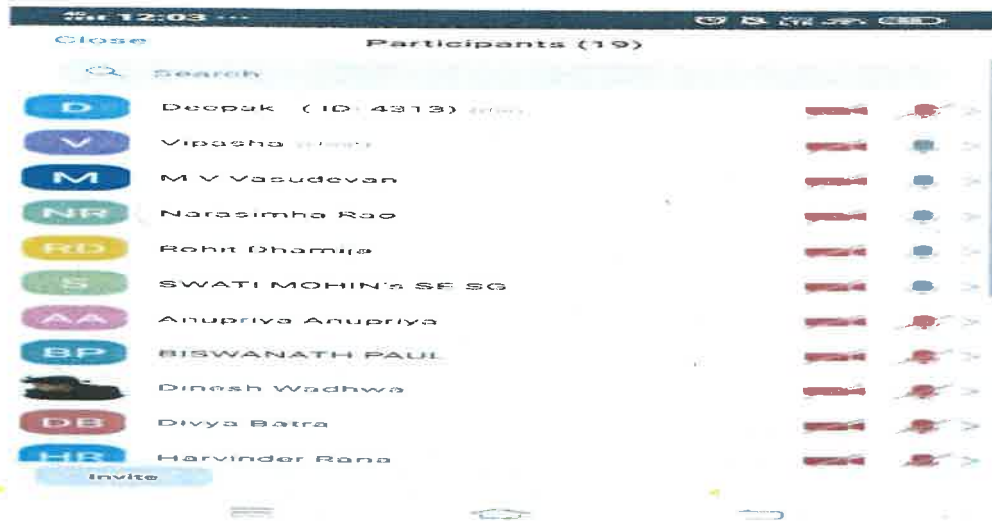 12:03
Close
Participants (19)
Search
D Deepak (ID: 4313)
V Vipasha
M M V Vasudevan
NR Narasimha Rao
RD Rohit Dhamija
S SWATI MOHIN's SE SG
AA Anupriya Anupriya
BP BISWANATH PAUL
Dinesh Wadhwa
DB Divya Batra
HR Harvinder Rana
Invite